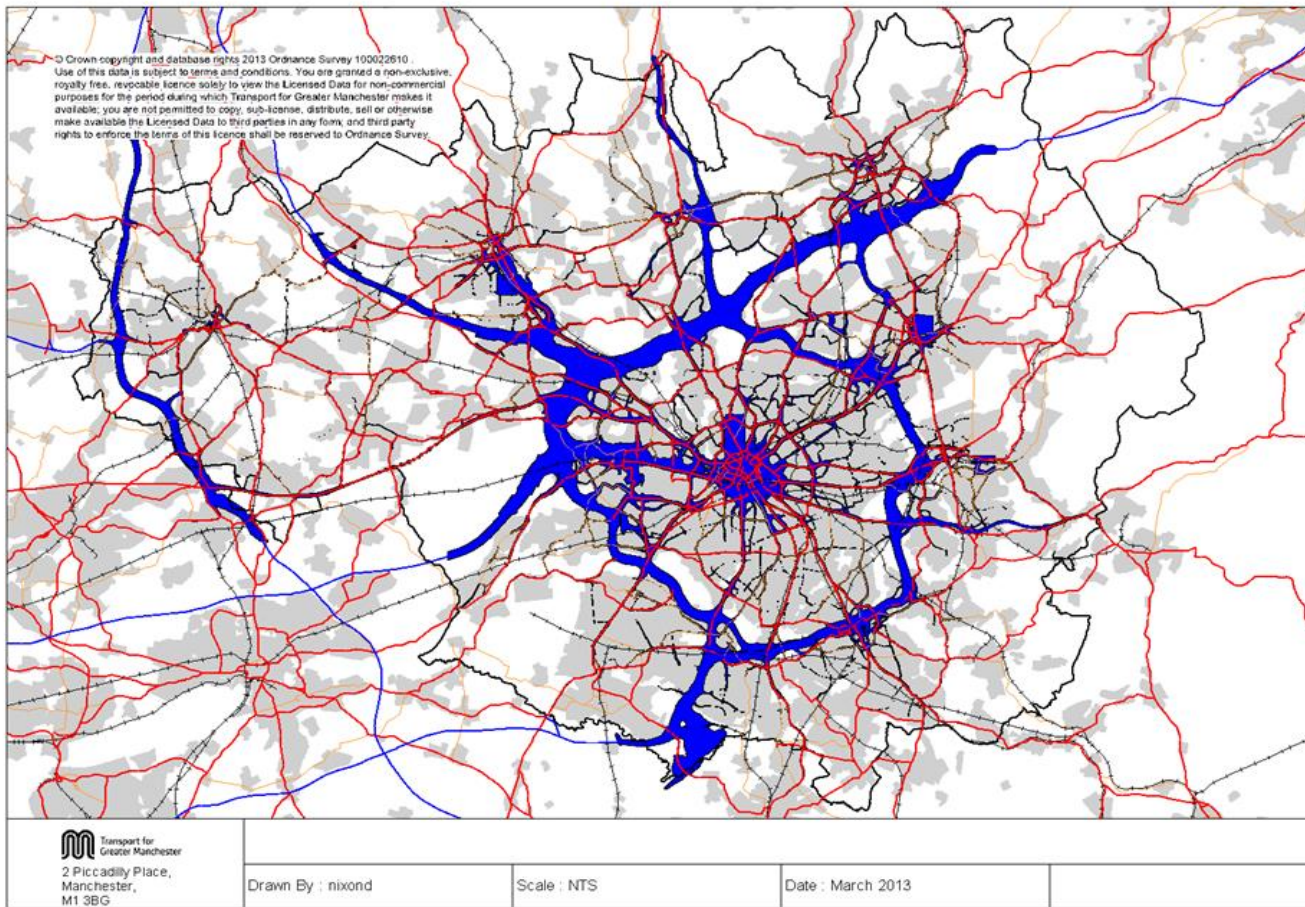 © Crown copyright and database rights 2013 Ordnance Survey 100022610 .
Use of this data is subject to terms and conditions. You are granted a non-exclusive,
royalty free, revocable licence solely to view the Licensed Data for non-commercial
purposes for the period during which Transport for Greater Manchester makes it
available; you are not permitted to copy, sub-license, distribute, sell or otherwise
make available the Licensed Data to third parties in any form; and third party
rights to enforce the terms of this licence shall be reserved to Ordnance Survey.
Transport for
Greater Manchester
2 Piccadilly Place,
Manchester,
M1 3BG
Drawn By : nixond
Scale : NTS
Date : March 2013